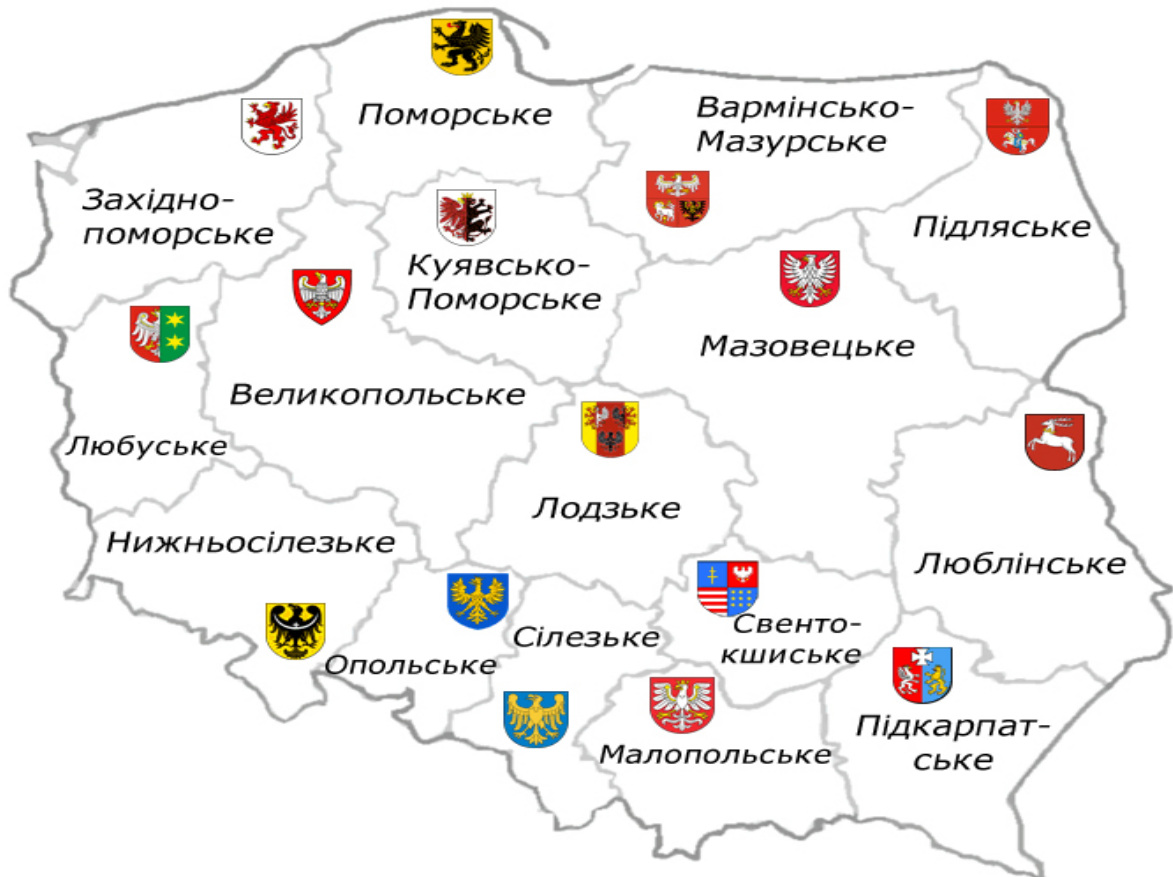 Поморське
Вармінсько-
Мазурське
Західно-
поморське
Підляське
Куявсько-
Поморське
Мазовецьке
Великопольське
Любуське
Лодзьке
Нижньосілезьке
Люблінське
Свенто-
кшиське
Сілезьке
Опольське
Підкарпат-
ське
Малопольське